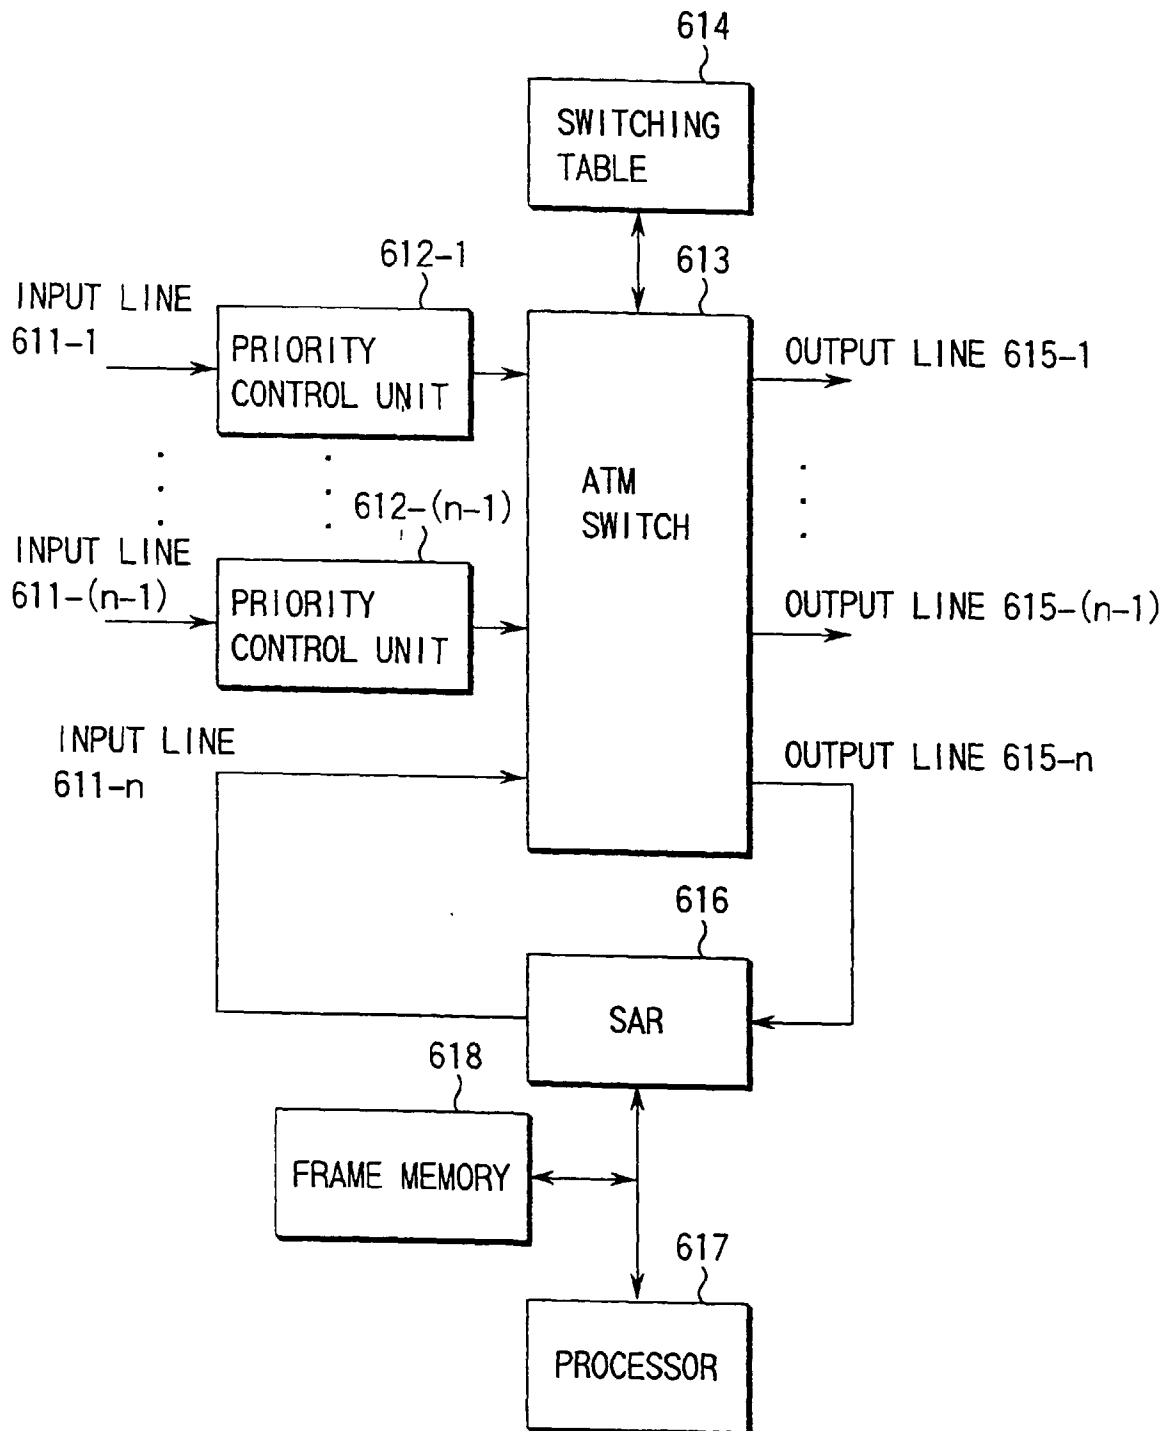 614
SWITCHING
TABLE
612-1
613
INPUT LINE
611-1
PRIORITY
CONTROL UNIT
OUTPUT LINE 615-1
ATM
SWITCH
612-(n-1)
INPUT LINE
611-(n-1)
PRIORITY
CONTROL UNIT
OUTPUT LINE 615-(n-1)
INPUT LINE
611-n
OUTPUT LINE 615-n
616
SAR
618
FRAME MEMORY
617
PROCESSOR